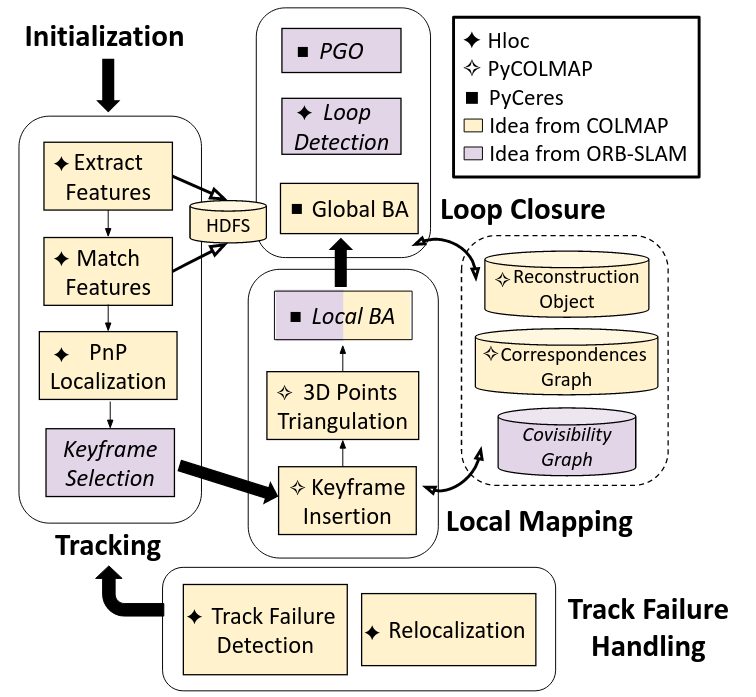 Initialization
✦ Extract
Features
✦ Match
Features
✦ PnP
Localization
Keyframe
Selection
Tracking
HDFS
■ PGO
✦ Loop
Detection
■ Global BA
Loop Closure
■ Local BA
✧ 3D Points
Triangulation
✧ Keyframe
Insertion
Local Mapping
✦ Hloc
✧ PyCOLMAP
■ PyCeres
Idea from COLMAP
Idea from ORB-SLAM
✧ Reconstruction
Object
✧ Correspondences
Graph
Covisibility
Graph
✦ Track Failure
Detection
✦ Relocalization
Track Failure
Handling